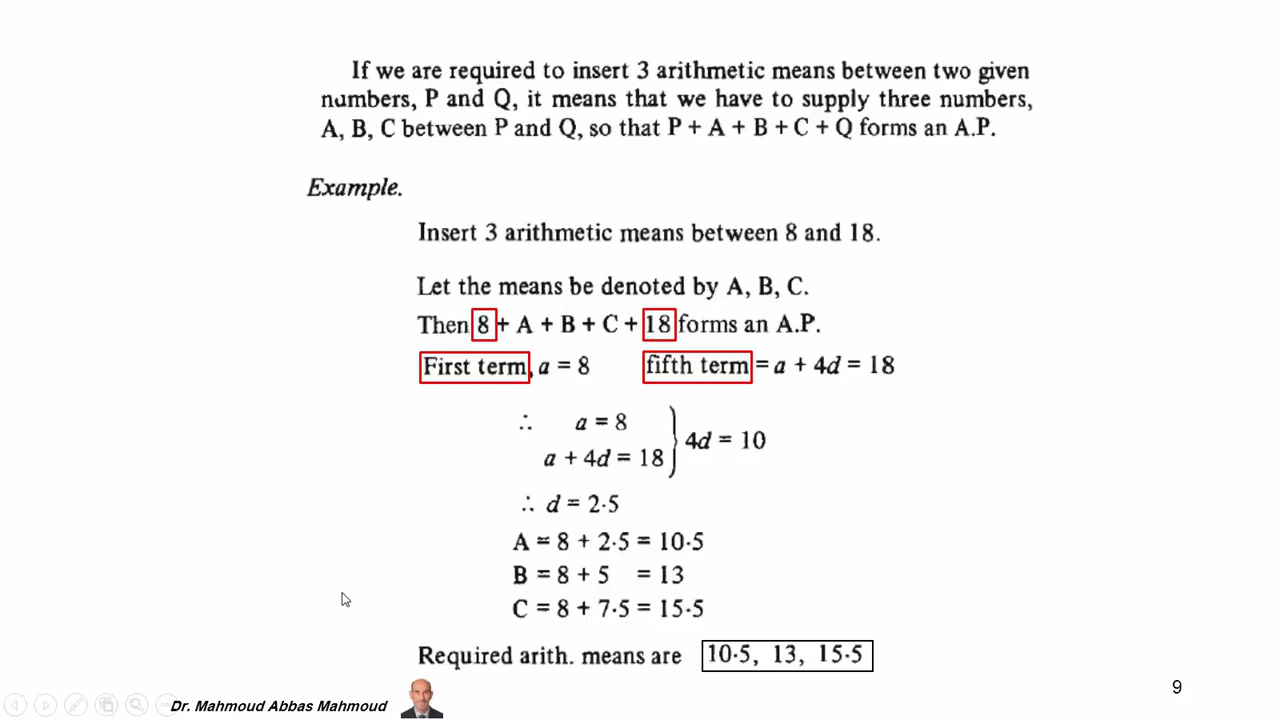 If we are required to insert 3 arithmetic means between two given
numbers, P and Q, it means that we have to supply three numbers,
A, B, C between P and Q, so that P + A + B + C + Q forms an A.P.
Example.
Insert 3 arithmetic means between 8 and 18.
Let the means be denoted by A, B, C.
Then 8 + A + B + C + 18 forms an A.P.
First term, a = 8 fifth term = a + 4d = 18
∴ a = 8
a + 4d = 18 } 4d = 10
∴ d = 2·5
A = 8 + 2·5 = 10·5
B = 8 + 5 = 13
C = 8 + 7·5 = 15·5
Required arith. means are 10·5, 13, 15·5
9
Dr. Mahmoud Abbas Mahmoud